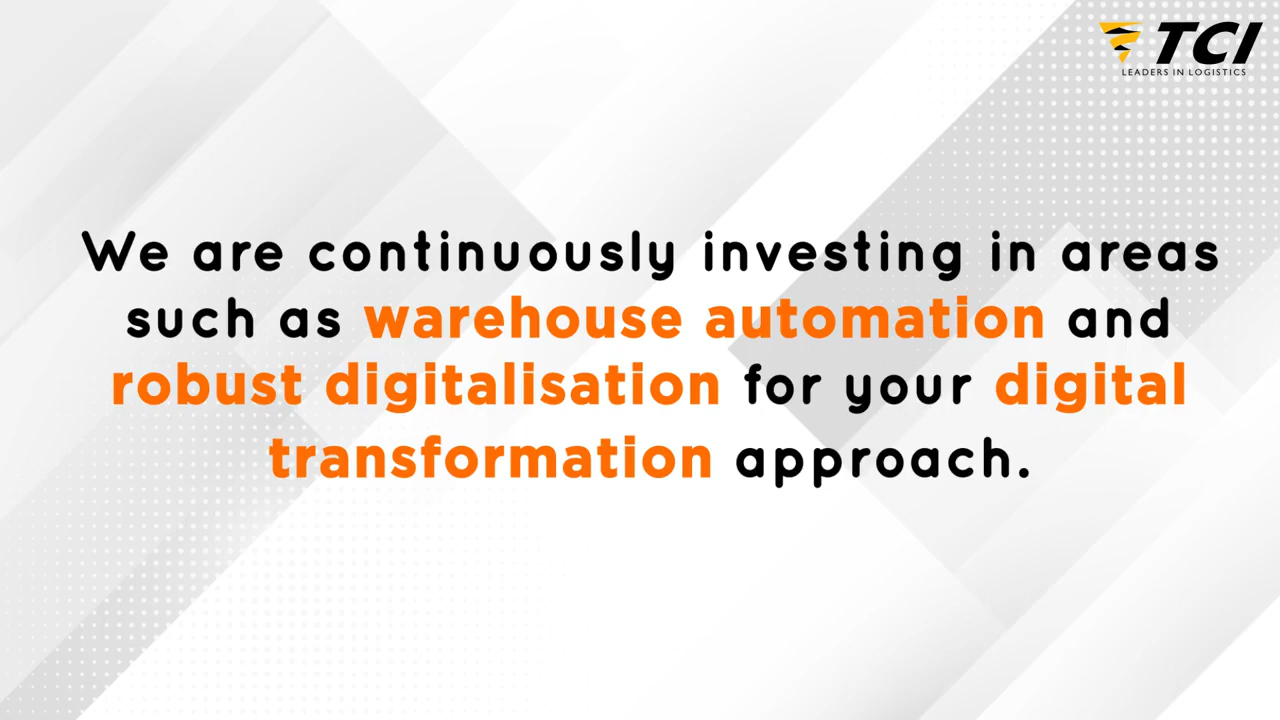 TCI
LEADERS IN LOGISTICS
We are continuously investing in areas
such as warehouse automation and
robust digitalisation for your digital
transformation approach.